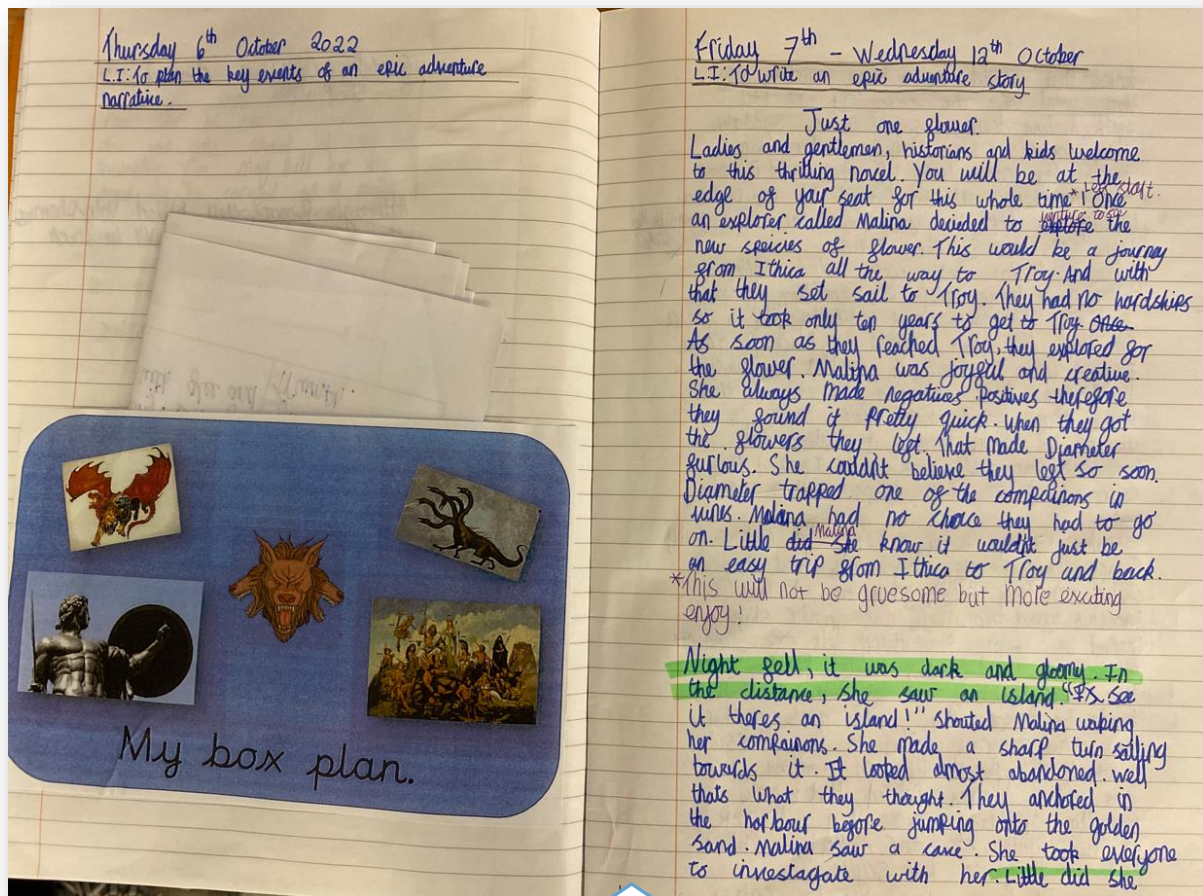 Thursday 6th October 2022
L.I: To plan the key events of an epic adventure
narrative.
My box plan.
Friday 7th - Wednesday 12th October
L.I: To write an epic adventure story
Just one flower.
Ladies and gentlemen, historians and kids welcome
to this thrilling novel. You will be at the
edge of your seat for this whole time*! Lets start. Once
an explorer called Malina decieded to explore venture to see the
new speicies of flower. This would be a journey
from Ithica all the way to Troy. And with
that they set sail to Troy. They had no hardships
so it took only ten years to get to Troy. Once
As soon as they reached Troy, they explored for
the flower. Malina was joyful and creative.
She always made negatives positives therefore
they found it pretty quick. When they got
the flowers they left. That made Diameter
furious. She couldn't believe they left so soon.
Diameter trapped one of the compainons in
vines. Malina had no choice they had to go
on. Little did she Malina know it wouldn't just be
an easy trip from Ithica to Troy and back.
*This will not be gruesome but more exciting
enjoy!
Night fell, it was dark and gloomy. In
the distance, she saw an island. "I see
it theres an island!" shouted Malina waking
her compainons. She made a sharp turn sailing
towards it. It looked almost abandoned. well
thats what they thought. They anchored in
the harbour before jumping onto the golden
sand. Malina saw a cave. She took everyone
to investagate with her. Little did she